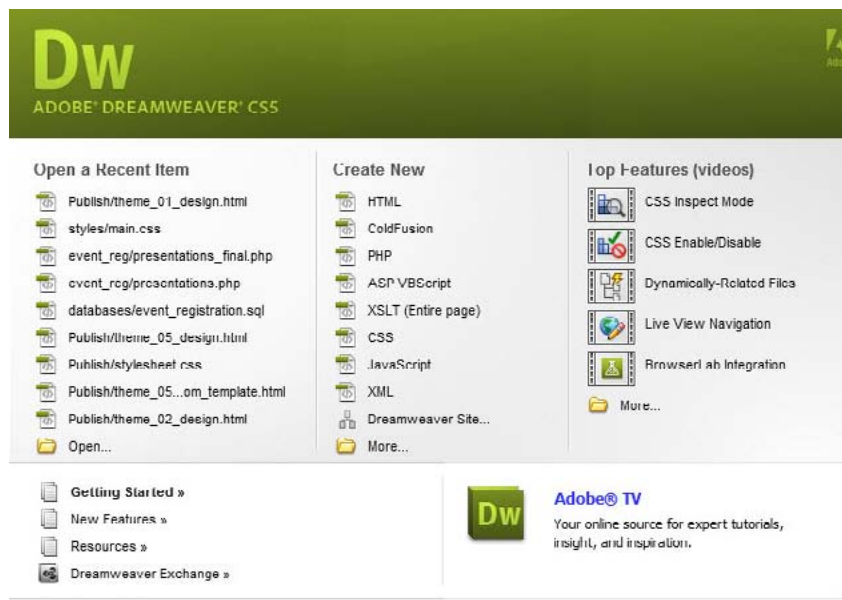 Dw
ADOBE® DREAMWEAVER® CS5
Open a Recent Item
Publish/theme_01_design.html
styles/main.css
event_reg/presentations_final.php
event_reg/presentations.php
databases/event_registration.sql
Publish/theme_05_design.html
Publish/stylesheet.css
Publish/theme_05...om_template.html
Publish/theme_02_design.html
Open...
Create New
HTML
ColdFusion
PHP
ASP VBScript
XSLT (Entire page)
CSS
JavaScript
XML
Dreamweaver Site...
More...
Top Features (videos)
CSS Inspect Mode
CSS Enable/Disable
Dynamically-Related Files
Live View Navigation
BrowserLab Integration
More...
Getting Started »
New Features »
Resources »
Dreamweaver Exchange »
Dw
Adobe® TV
Your online source for expert tutorials,
insight, and inspiration.